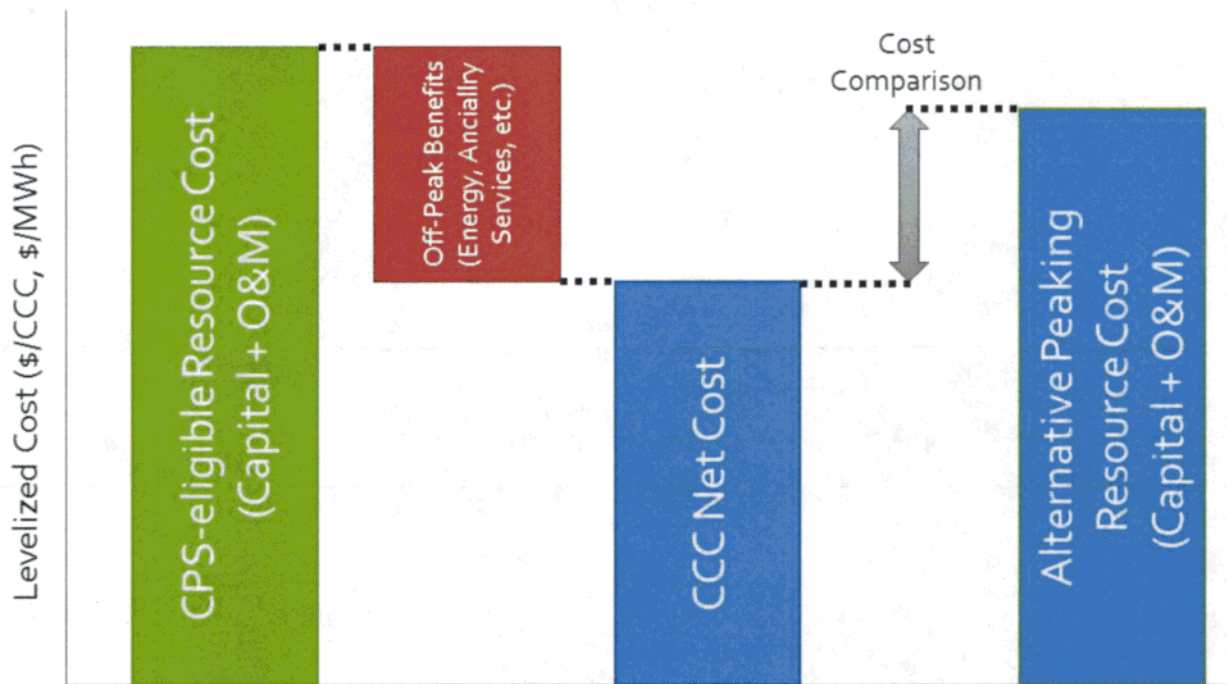 Levelized Cost ($/CCC, $/MWh)
CPS-eligible Resource Cost
(Capital + O&M)
Off-Peak Benefits
(Energy, Anciallry
Services, etc.)
CCC Net Cost
Cost
Comparison
Alternative Peaking
Resource Cost
(Capital + O&M)